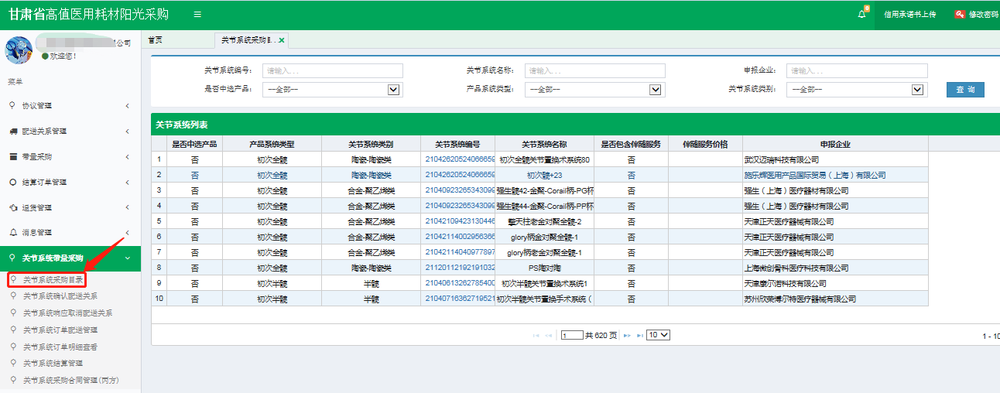 甘肃省高值医用耗材阳光采购
0
信用承诺书上传
修改密码
公司
欢迎您!
菜单
协议管理
配送关系管理
带量采购
结算订单管理
退货管理
消息管理
关节系统带量采购
关节系统采购目录
关节系统确认配送关系
关节系统响应取消配送关系
关节系统订单配送管理
关节系统订单明细查看
关节系统结算管理
关节系统采购合同管理(丙方)
首页 关节系统采购目..
关节系统编号: 请输入... 关节系统名称: 请输入... 申报企业: 请输入...
是否中选产品: --全部-- 产品系统类型: --全部-- 关节系统类别: --全部-- 查 询
关节系统列表
是否中选产品 产品系统类型 关节系统类别 关节系统编号 关节系统名称 是否包含伴随服务 伴随服务价格 申报企业
1 否 初次全髋 陶瓷-陶瓷类 21042620524066659 初次全髋关节置换术系统80 否 武汉迈瑞科技有限公司
2 否 初次全髋 陶瓷-陶瓷类 21042620524066659 初次髋+23 否 施乐辉医用产品国际贸易（上海）有限公司
3 否 初次全髋 合金-聚乙烯类 21040923265343099 强生髋42-金聚-Corail柄-PG杯 否 强生（上海）医疗器材有限公司
4 否 初次全髋 合金-聚乙烯类 21040923265343099 强生髋44-金聚-Corail柄-PP杯 否 强生（上海）医疗器材有限公司
5 否 初次全髋 合金-聚乙烯类 21042109423130446 擎天柱老金对聚全髋-2 否 天津正天医疗器械有限公司
6 否 初次全髋 合金-聚乙烯类 21042114002956366 glory柄金对聚全髋-1 否 天津正天医疗器械有限公司
7 否 初次全髋 合金-聚乙烯类 21042114040977897 glory柄老金对聚全髋-1 否 天津正天医疗器械有限公司
8 否 初次全髋 陶瓷-陶瓷类 21120112192191032 PS陶对陶 否 上海微创骨科医疗科技有限公司
9 否 初次全髋 半髋 21040613262785400 初次半髋关节置换系统1 否 天津康尔诺科技有限公司
10 否 初次全髋 半髋 21040716362719521 初次半髋关节置换手术系统（ 否 苏州欣荣博尔特医疗器械有限公司
1 共 620 页 10
1 - 10